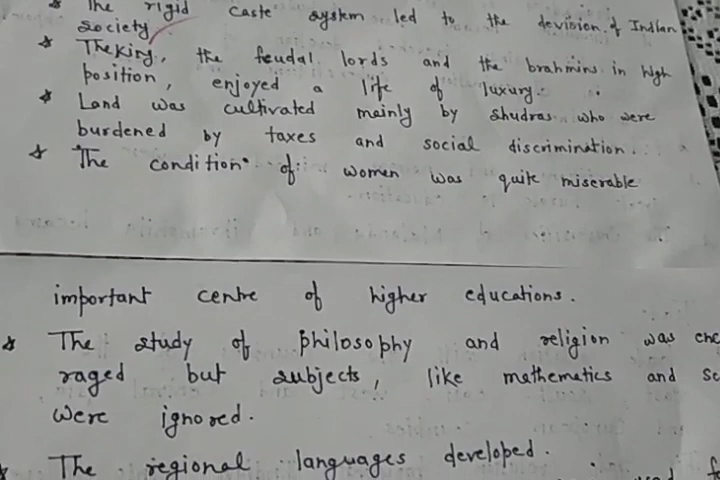 * The rigid caste system led to the devision of Indian
society
* The king, the feudal lords and the brahmins in high
position, enjoyed a life of luxury.
* Land was cultivated mainly by shudras who were
burdened by taxes and social discrimination.
* The condition of women was quite miserable
important centre of higher educations.
* The study of philosophy and religion was enc
raged but subjects, like mathematics and sc
were ignored.
* The regional languages developed.